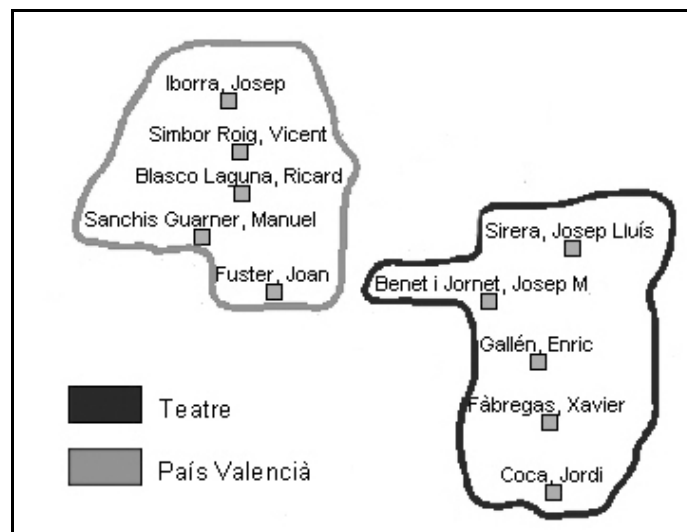 Iborra, Josep
Simbor Roig, Vicent
Blasco Laguna, Ricard
Sanchis Guarner, Manuel
Fuster, Joan
Sirera, Josep Lluís
Benet i Jornet, Josep M
Gallén, Enric
Fàbregas, Xavier
Coca, Jordi
Teatre
País Valencià